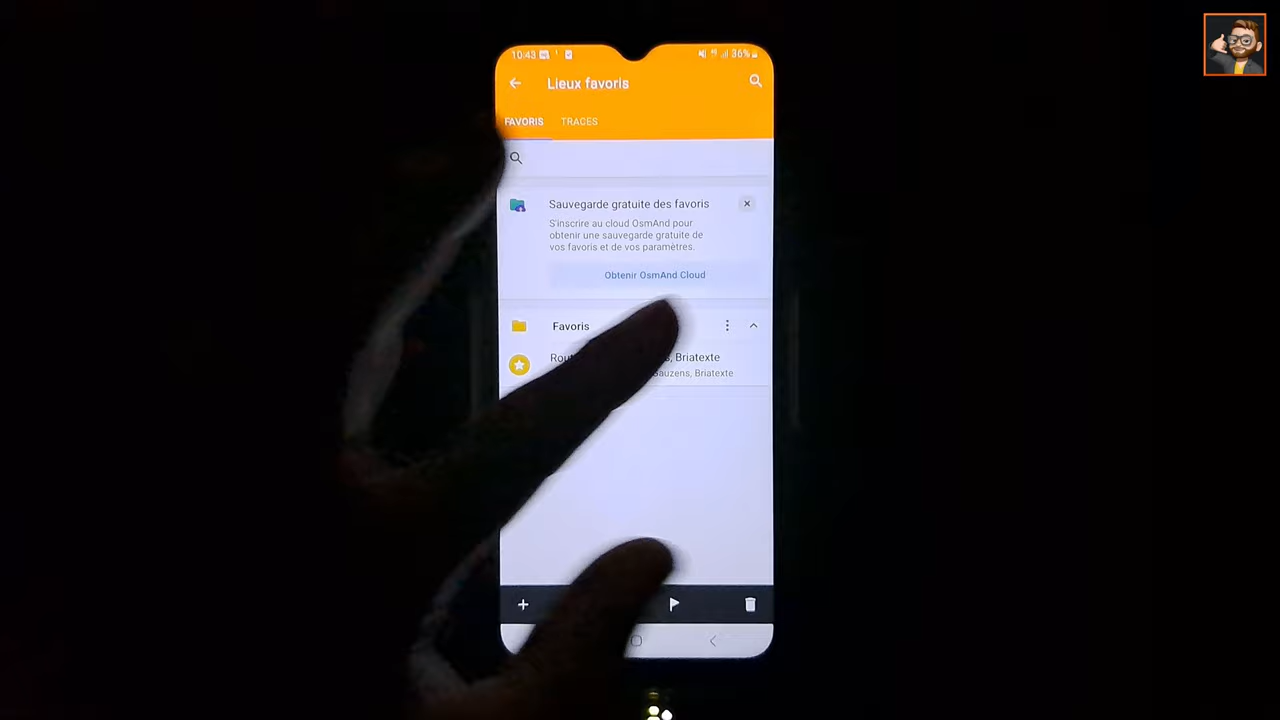 10:43
36%
Lieux favoris
FAVORIS TRACES
Sauvegarde gratuite des favoris
S'inscrire au cloud OsmAnd pour
obtenir une sauvegarde gratuite de
vos favoris et de vos paramètres.
Obtenir OsmAnd Cloud
Favoris
Briatexte
Gauzens, Briatexte